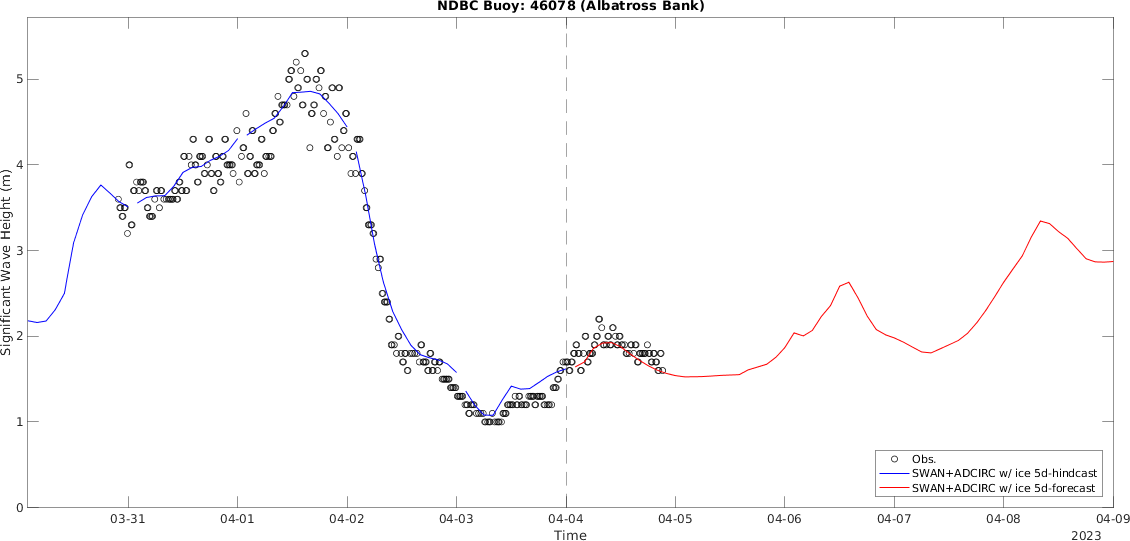 NDBC Buoy: 46078 (Albatross Bank)
Significant Wave Height (m)
5
4
3
2
1
0
Obs.
SWAN+ADCIRC w/ ice 5d-hindcast
SWAN+ADCIRC w/ ice 5d-forecast
03-31 04-01 04-02 04-03 04-04 04-05 04-06 04-07 04-08 04-09
Time
2023